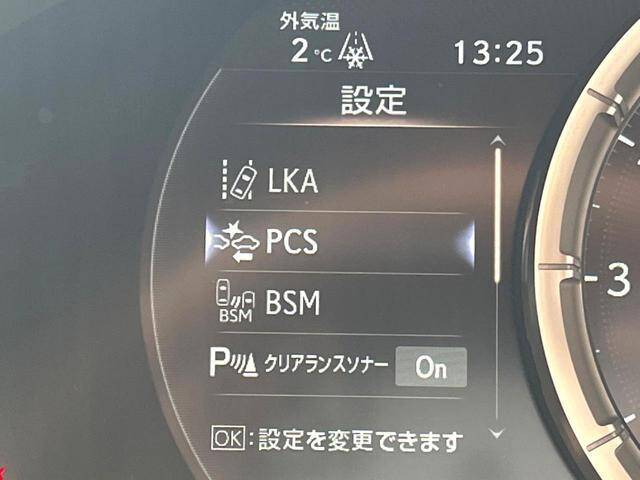 外気温
2℃ 13:25
設定
LKA
PCS
BSM
BSM
P クリアランスソナー On
OK:設定を変更できます
3